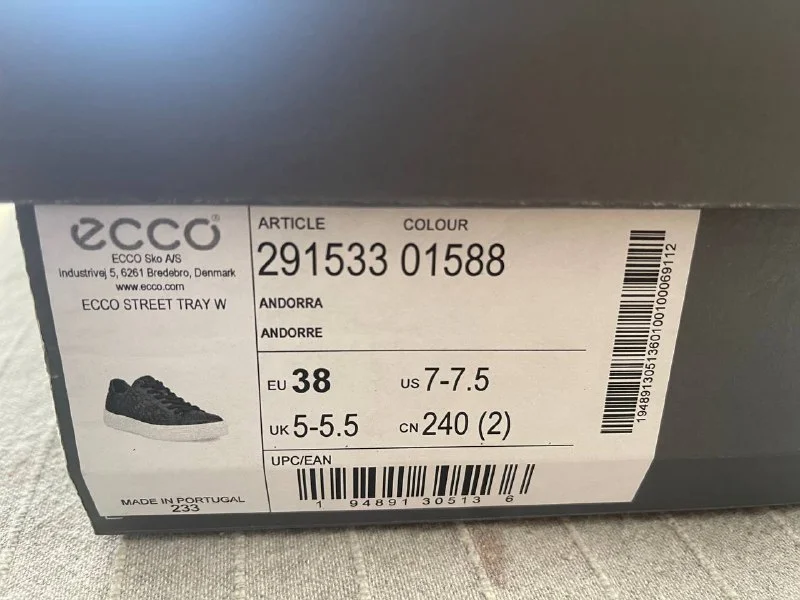 ecco®
ECCO Sko A/S
Industrivej 5, 6261 Bredebro, Denmark
www.ecco.com
ECCO STREET TRAY W
MADE IN PORTUGAL
233
ARTICLE COLOUR
291533 01588
ANDORRA
ANDORRE
EU 38 US 7-7.5
UK 5-5.5 CN 240 (2)
UPC/EAN
1 94891 30513 6
1948913051360100100069112